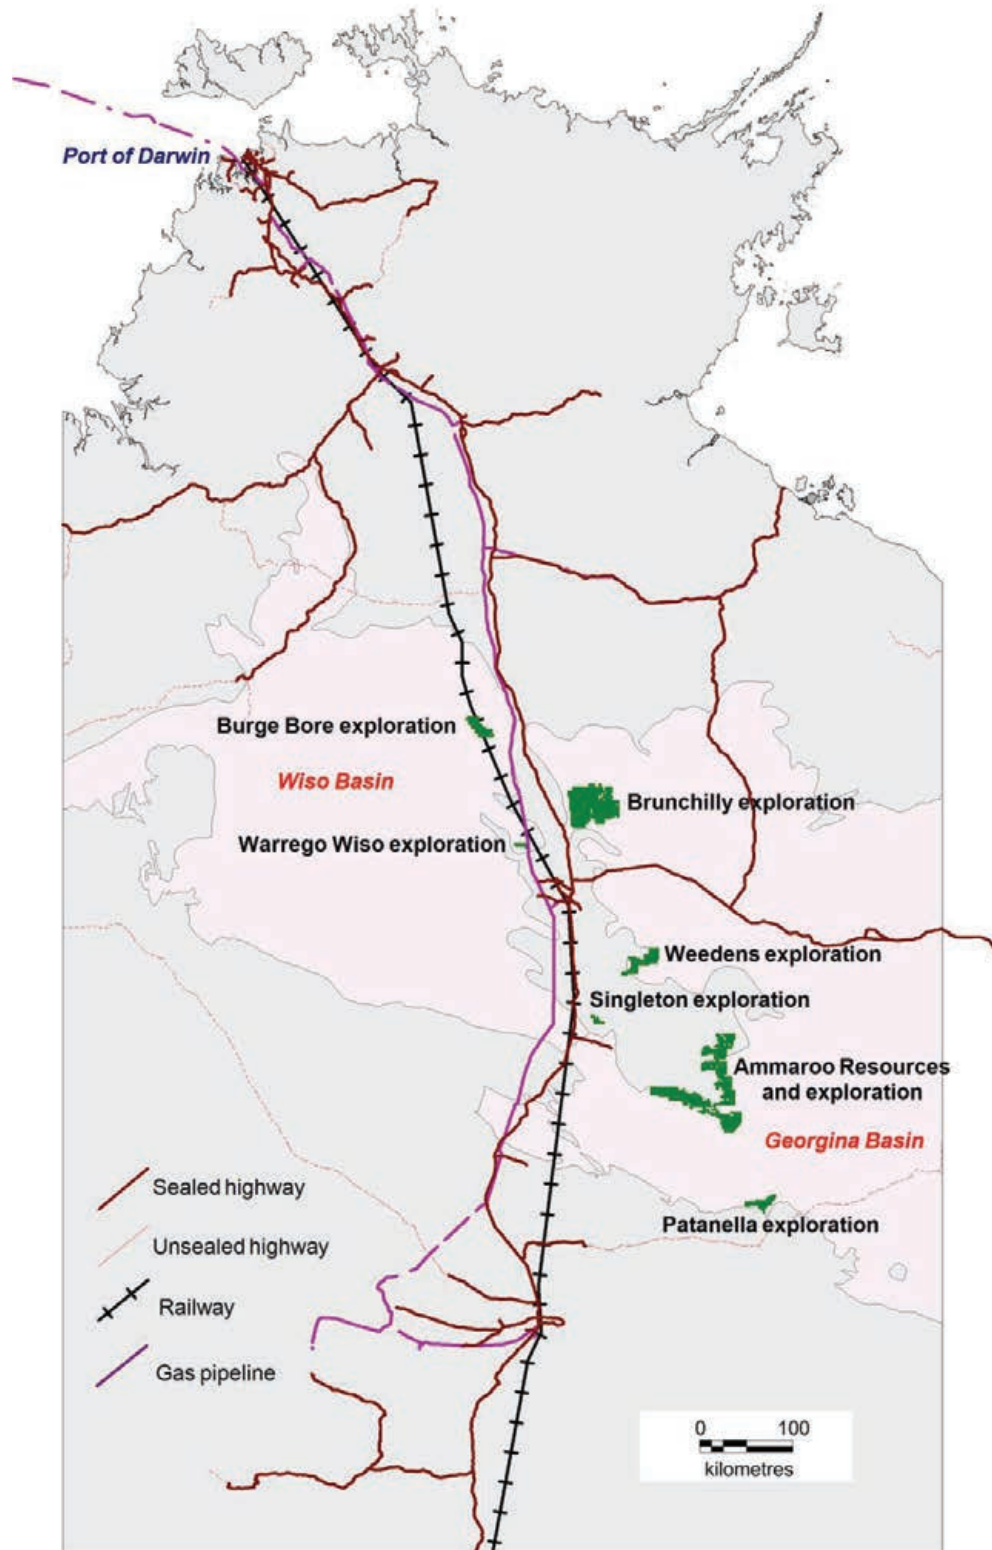 Port of Darwin
Burge Bore exploration
Wiso Basin
Brunchilly exploration
Warrego Wiso exploration
Weedens exploration
Singleton exploration
Ammaroo Resources
and exploration
Georgina Basin
Sealed highway
Patanella exploration
Unsealed highway
Railway
Gas pipeline
0 100
kilometres